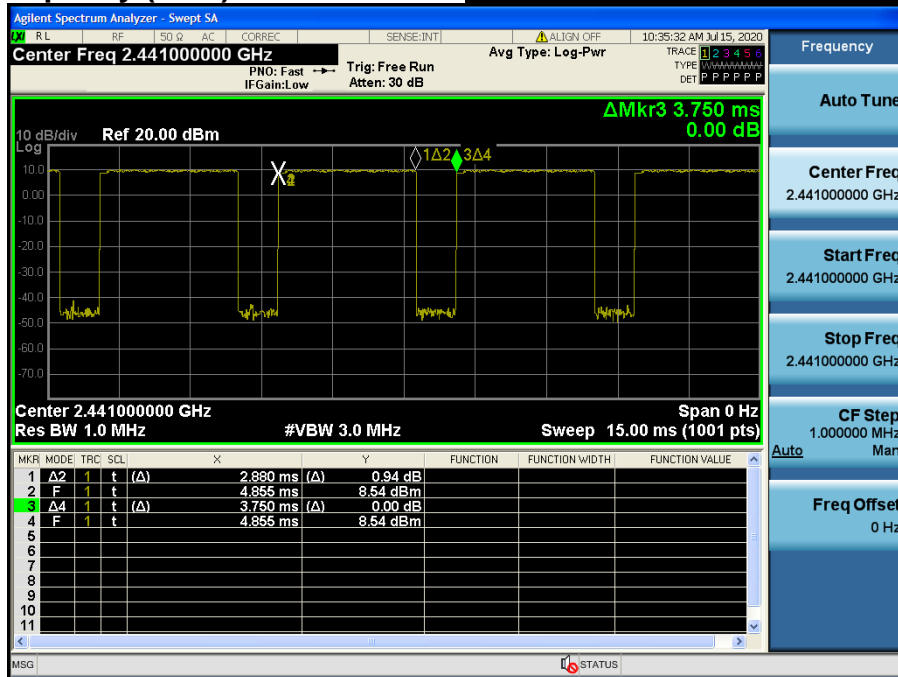 Agilent Spectrum Analyzer - Swept SA
LXI RL RF 50 Ω AC CORREC SENSE:INT ALIGN OFF 10:35:32 AM Jul 15, 2020
Center Freq 2.441000000 GHz
PNO: Fast
IFGain:Low
Trig: Free Run
Atten: 30 dB
Avg Type: Log-Pwr
TRACE 1 2 3 4 5 6
TYPE WWWWWW
DET P P P P P P
ΔMkr3 3.750 ms
0.00 dB
10 dB/div Ref 20.00 dBm
Log
1Δ2 3Δ4
10.0
X
0.00
-10.0
-20.0
-30.0
-40.0
-50.0
-60.0
-70.0
Center 2.441000000 GHz Span 0 Hz
Res BW 1.0 MHz #VBW 3.0 MHz Sweep 15.00 ms (1001 pts)
MKR MODE TRC SCL X Y FUNCTION FUNCTION WIDTH FUNCTION VALUE
1 Δ2 1 t (Δ) 2.880 ms (Δ) 0.94 dB
2 F 1 t 4.855 ms 8.54 dBm
3 Δ4 1 t (Δ) 3.750 ms (Δ) 0.00 dB
4 F 1 t 4.855 ms 8.54 dBm
5
6
7
8
9
10
11
MSG STATUS
Frequency
Auto Tune
Center Freq
2.441000000 GHz
Start Freq
2.441000000 GHz
Stop Freq
2.441000000 GHz
CF Step
1.000000 MHz
Auto Man
Freq Offset
0 Hz